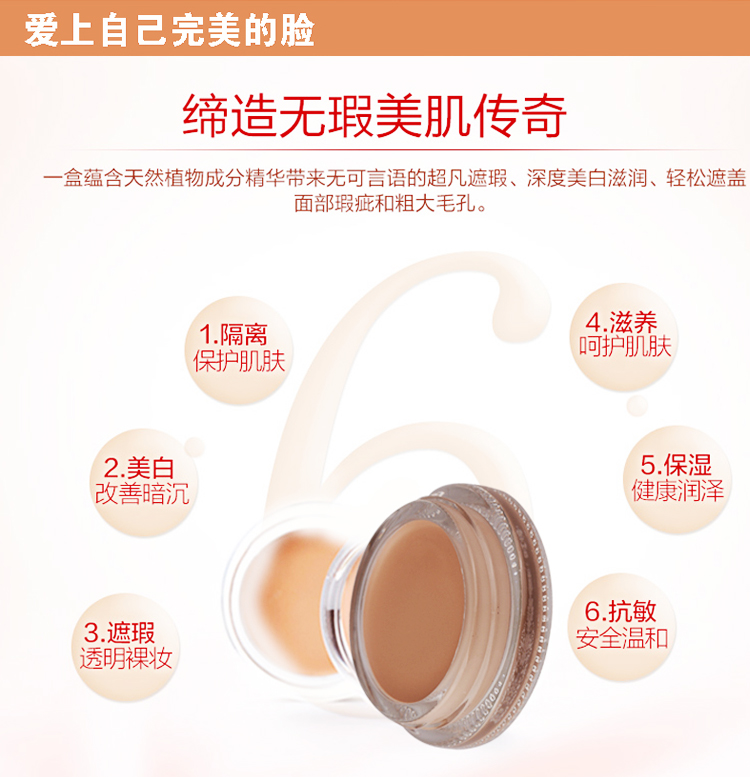 爱上自己完美的脸
缔造无瑕美肌传奇
一盒蕴含天然植物成分精华带来无可言语的超凡遮瑕、深度美白滋润、轻松遮盖
面部瑕疵和粗大毛孔。
1.隔离
保护肌肤
2.美白
改善暗沉
3.遮瑕
透明裸妆
4.滋养
呵护肌肤
5.保湿
健康润泽
6.抗敏
安全温和